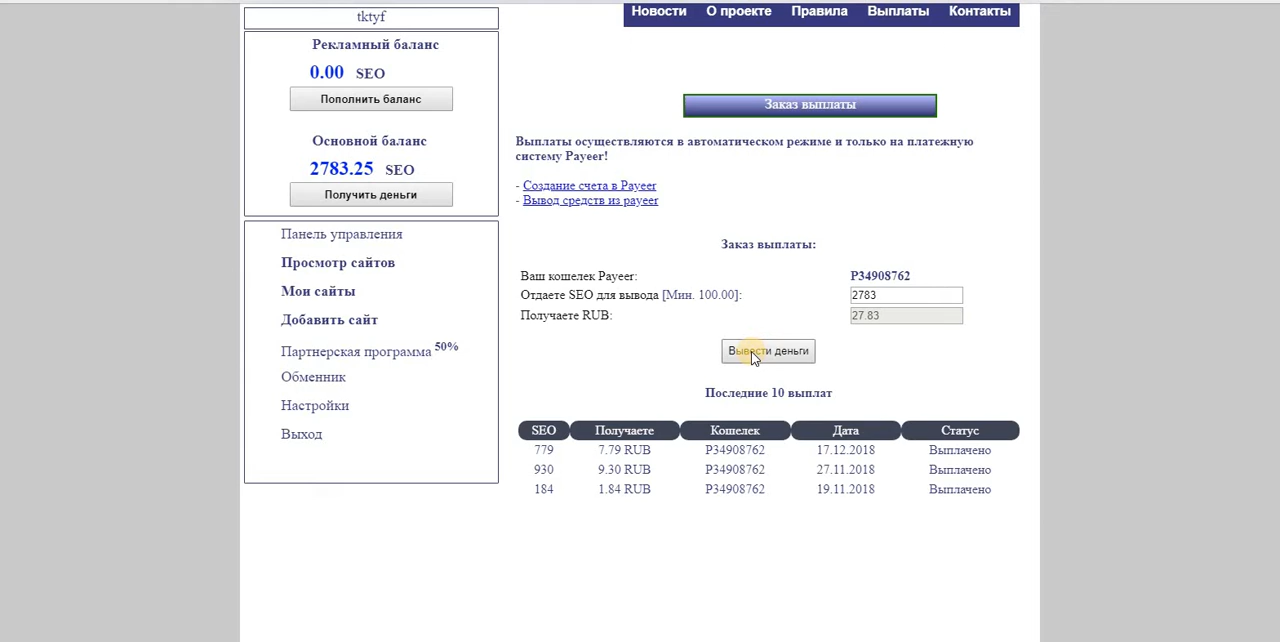 tktyf
Новости О проекте Правила Выплаты Контакты
Рекламный баланс
0.00 SEO
Пополнить баланс
Основной баланс
2783.25 SEO
Получить деньги
Панель управления
Просмотр сайтов
Мои сайты
Добавить сайт
Партнерская программа 50%
Обменник
Настройки
Выход
Заказ выплаты
Выплаты осуществляются в автоматическом режиме и только на платежную
систему Payeer!
- Создание счета в Payeer
- Вывод средств из payeer
Заказ выплаты:
Ваш кошелек Payeer: P34908762
Отдаете SEO для вывода [Мин. 100.00]: 2783
Получаете RUB: 27.83
Вывести деньги
Последние 10 выплат
SEO Получаете Кошелек Дата Статус
779 7.79 RUB P34908762 17.12.2018 Выплачено
930 9.30 RUB P34908762 27.11.2018 Выплачено
184 1.84 RUB P34908762 19.11.2018 Выплачено